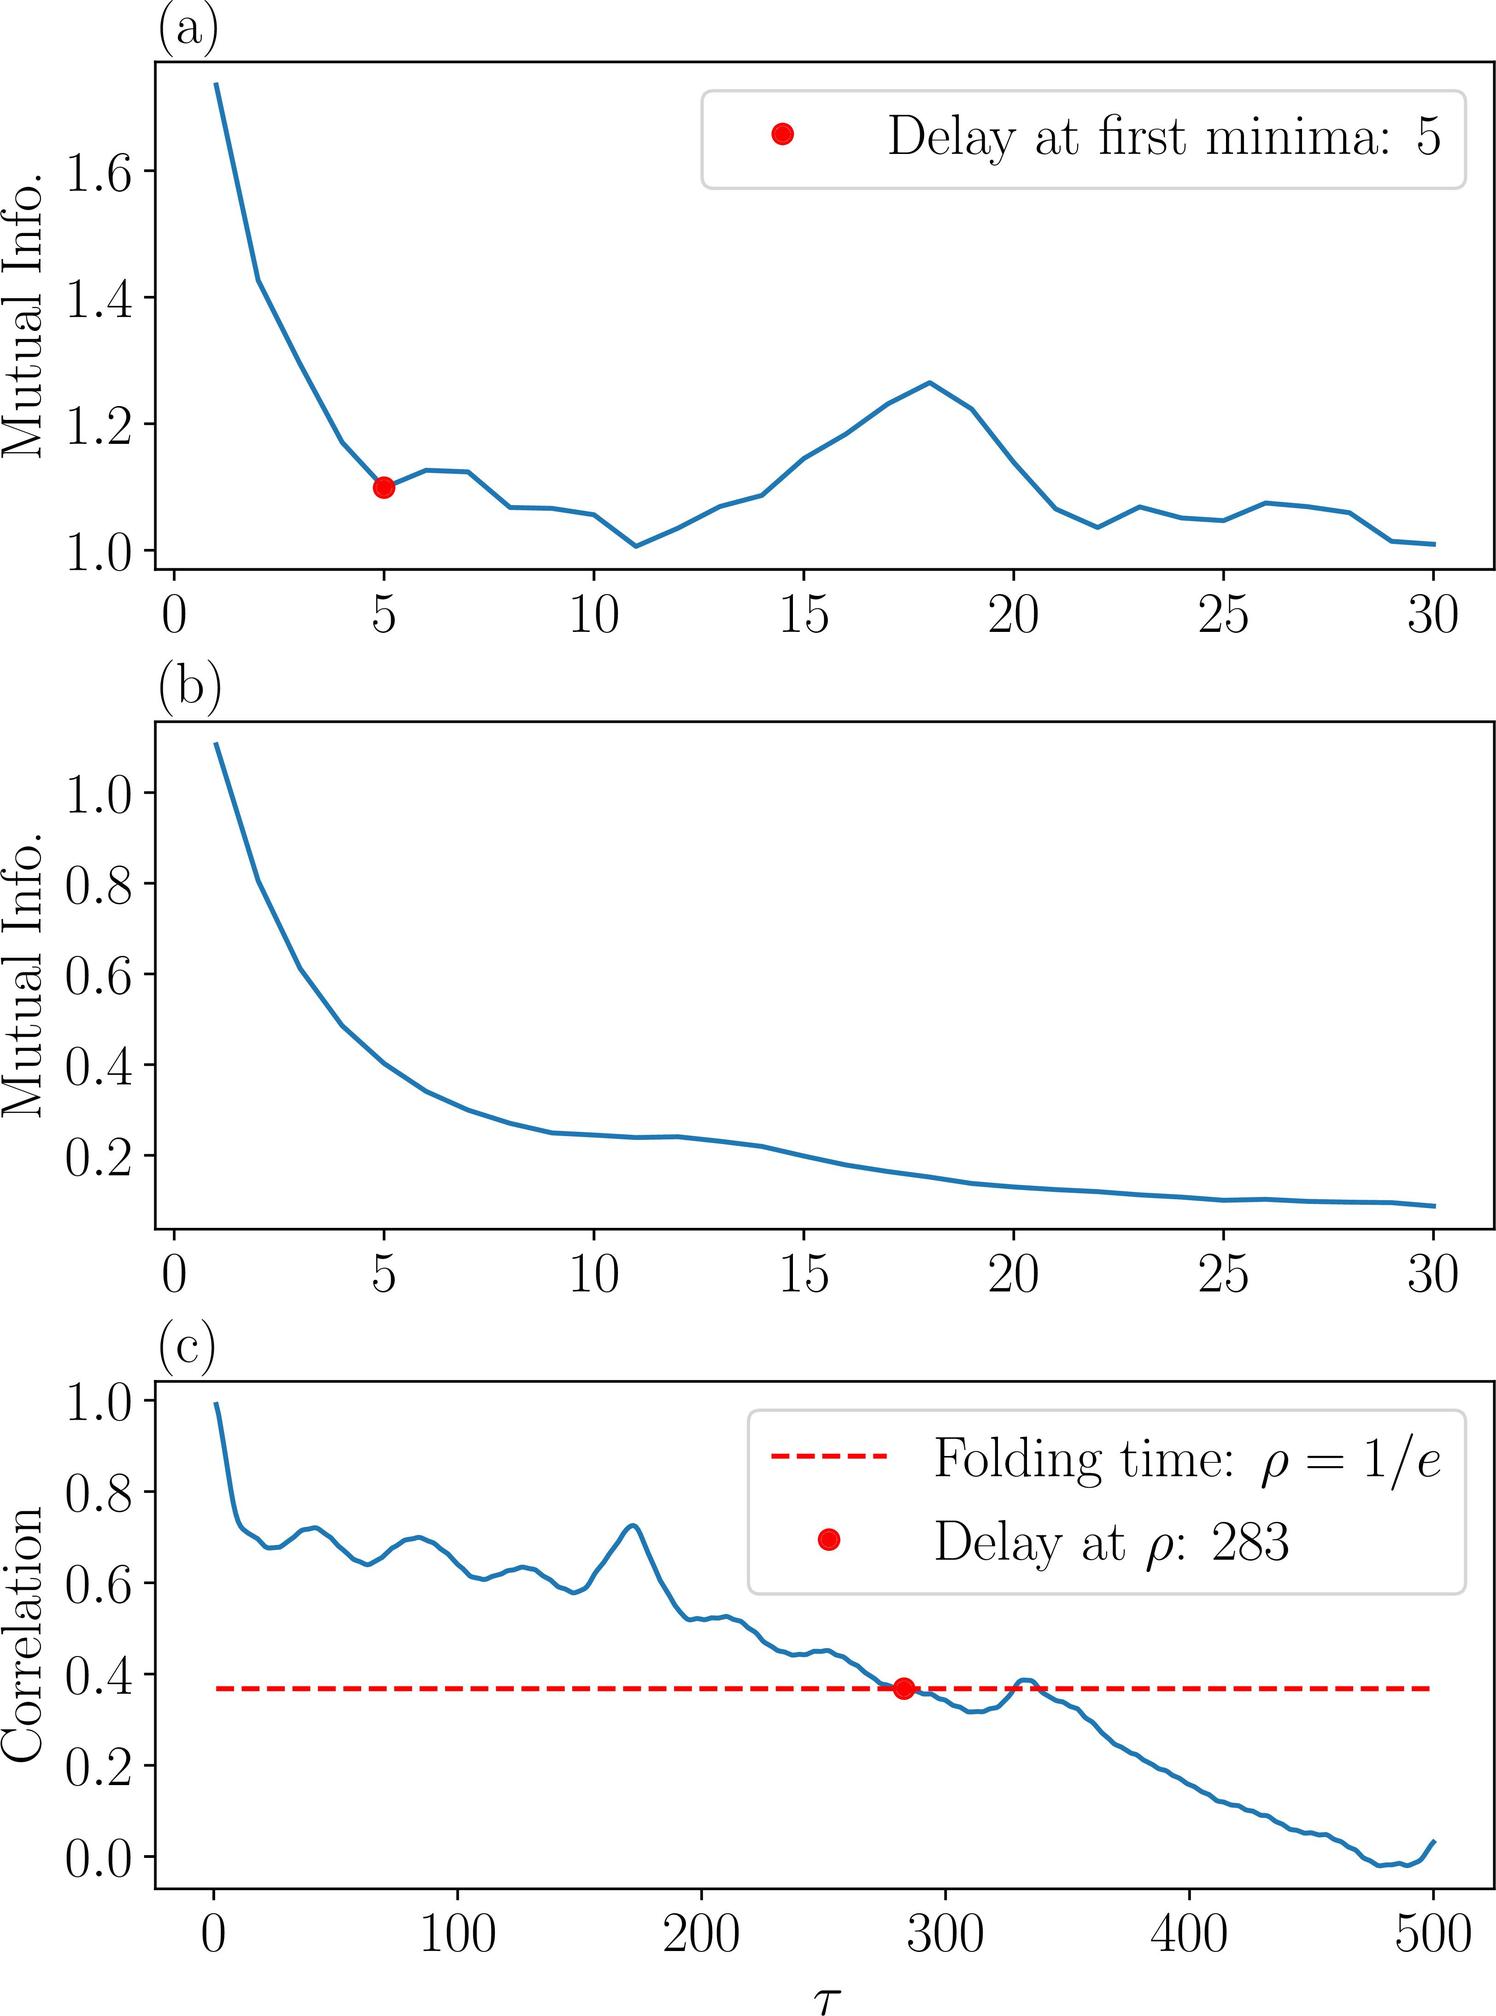 (a)
Mutual Info.
1.6
1.4
1.2
1.0
Delay at first minima: 5
0 5 10 15 20 25 30
(b)
Mutual Info.
1.0
0.8
0.6
0.4
0.2
0 5 10 15 20 25 30
(c)
Correlation
1.0
0.8
0.6
0.4
0.2
0.0
Folding time: ρ = 1/e
Delay at ρ: 283
0 100 200 300 400 500
τ